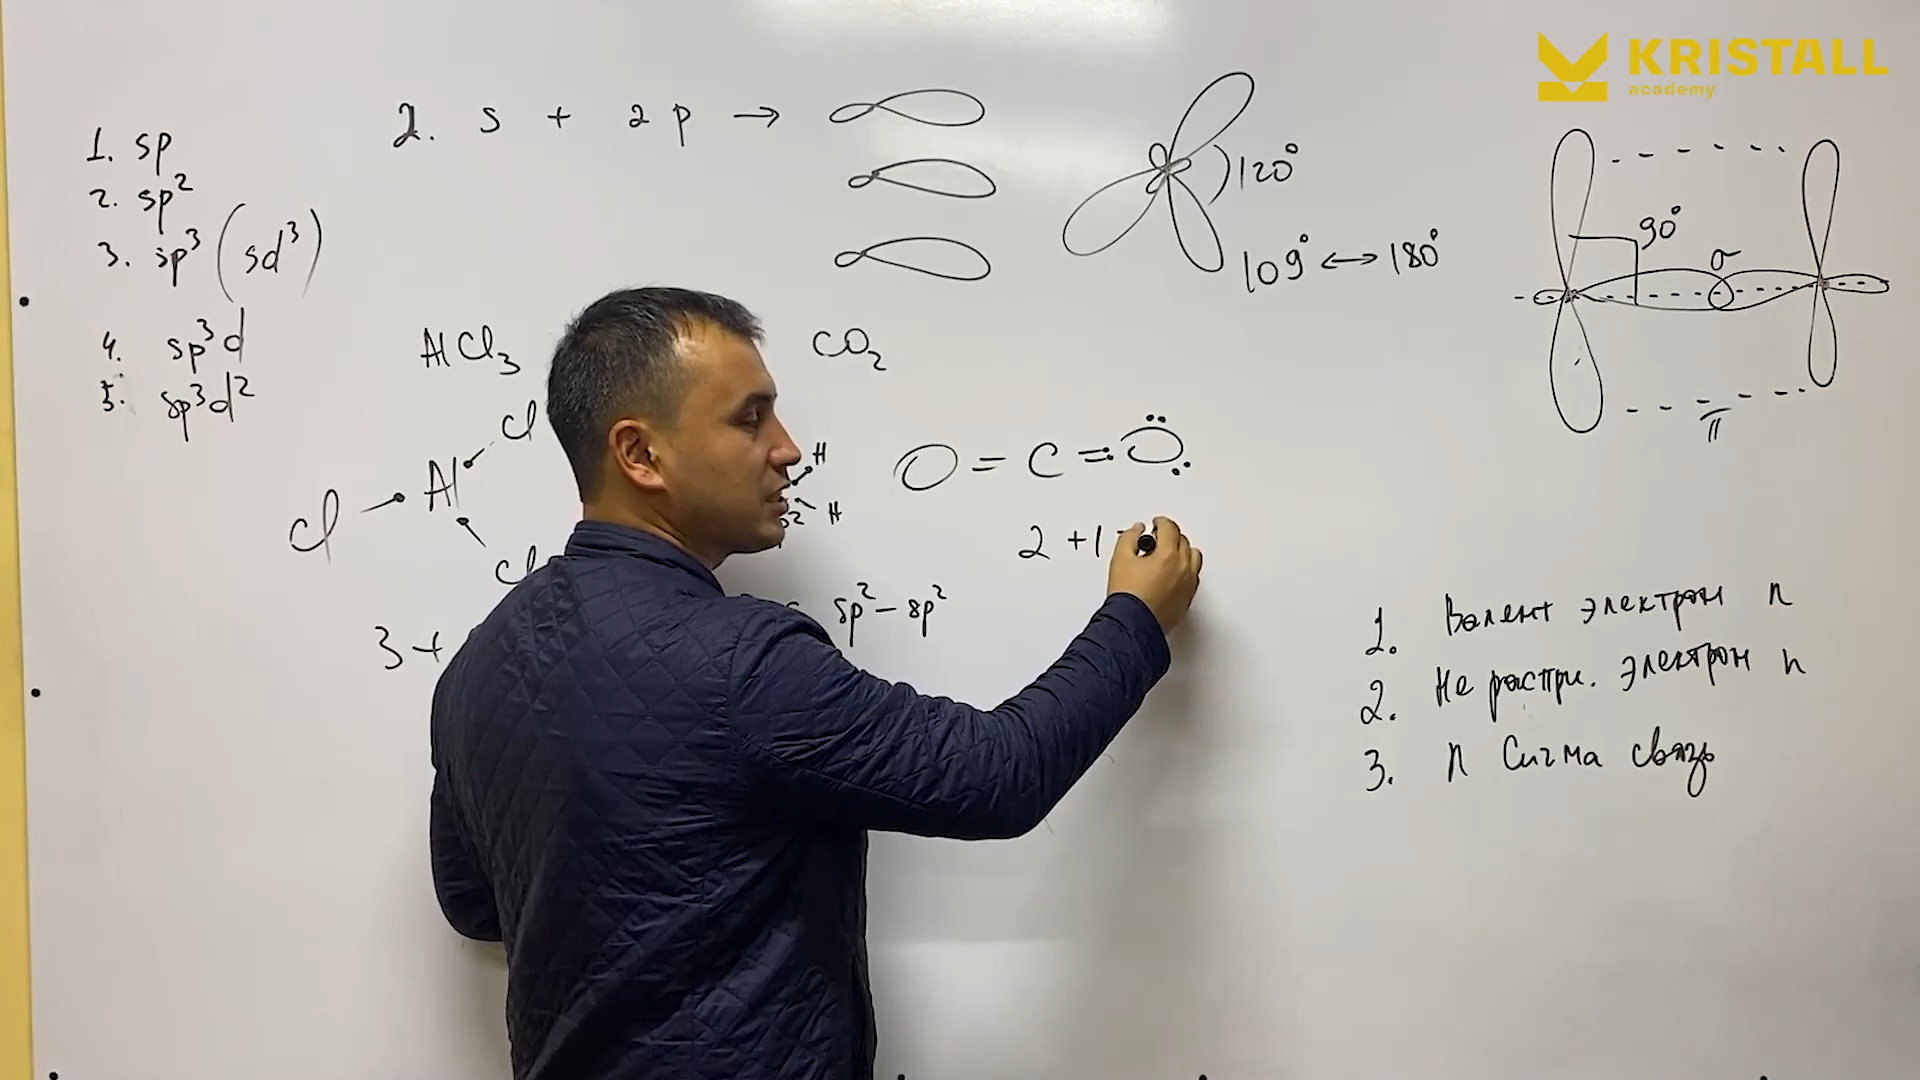 KRISTALL
academy
1. sp
2. sp²
3. sp³ (sd³)
4. sp³d
5. sp³d²
2. s + 2p →
120°
109° ↔ 180°
90°
σ
π
AlCl₃
CO₂
Cl
Cl
Al
Cl
H
H
O = C = O
2 + 1
3 +
sp² – sp²
1. Валент электрон n
2. Не распри. электрон n
3. n Сигма связь